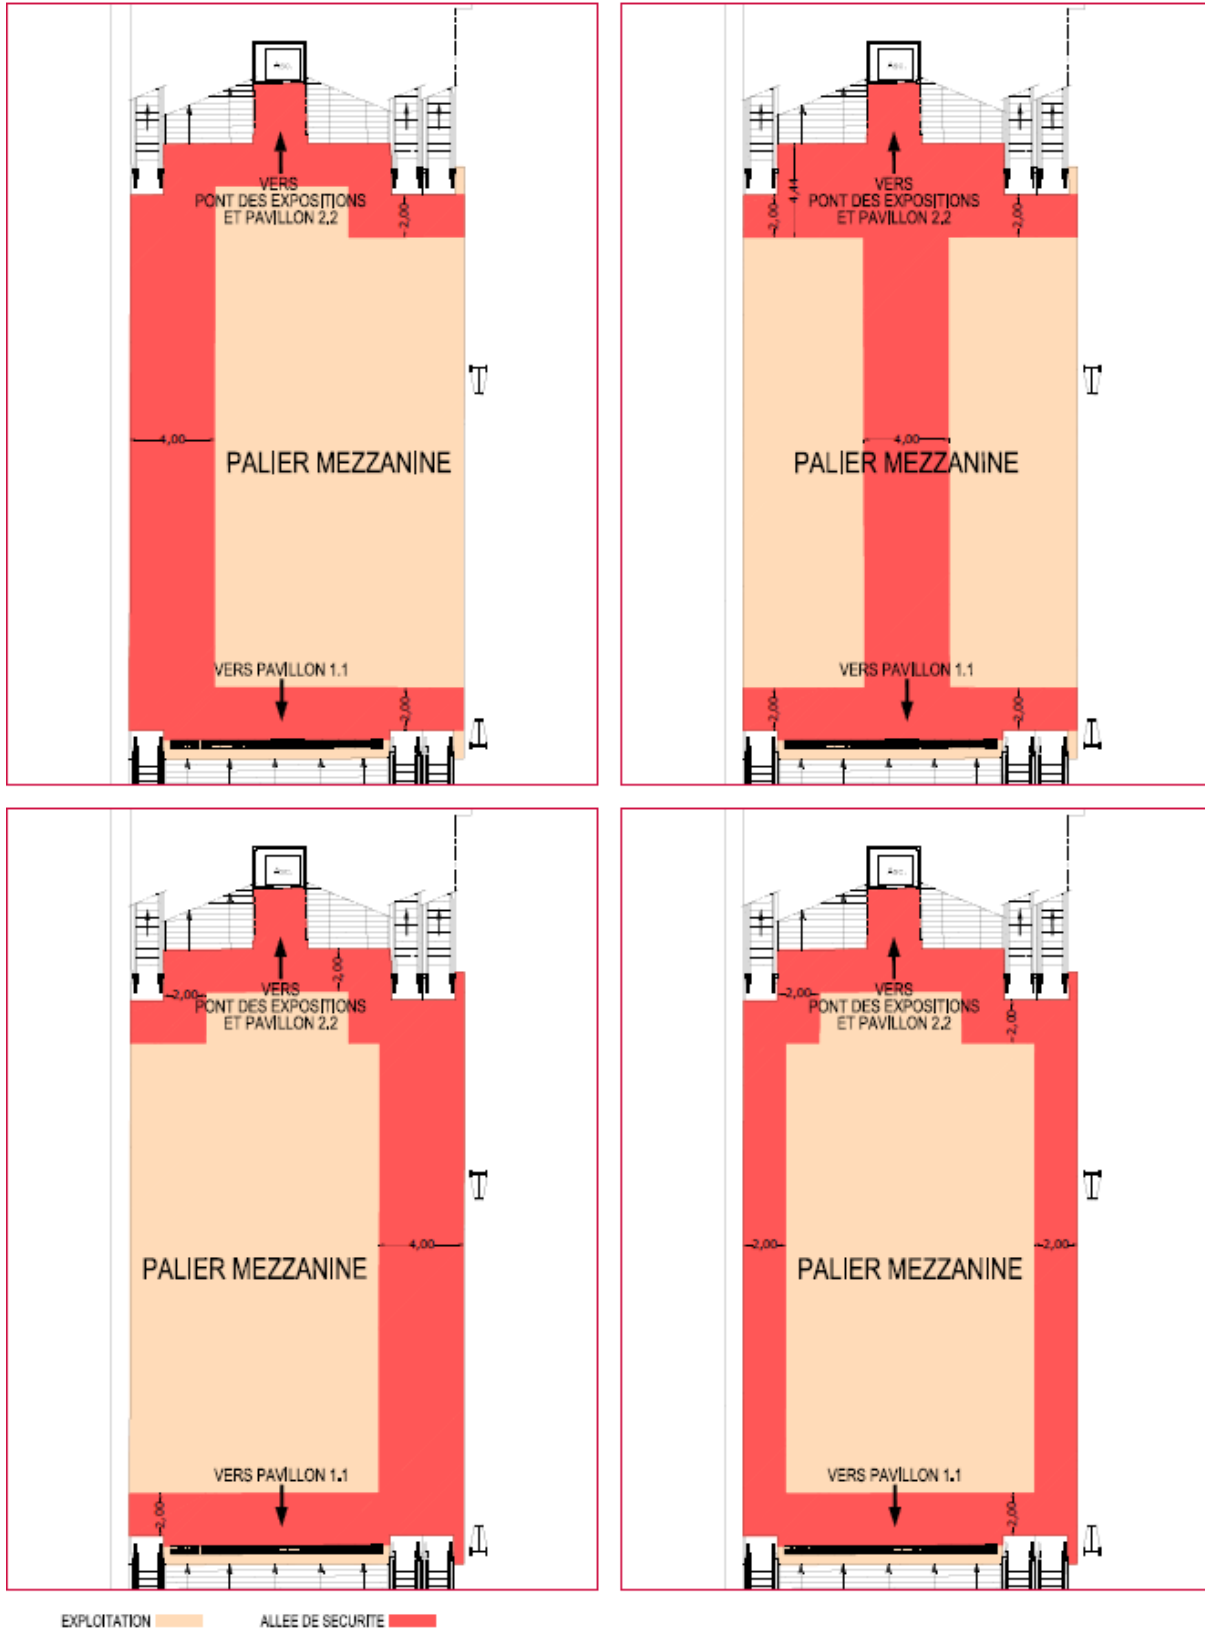 Asc.
VERS
PONT DES EXPOSITIONS
ET PAVILLON 2.2
2,00
4,00
PALIER MEZZANINE
VERS PAVILLON 1.1
2,00
Asc.
4,44
VERS
PONT DES EXPOSITIONS
ET PAVILLON 2.2
2,00
2,00
4,00
PALIER MEZZANINE
VERS PAVILLON 1.1
2,00
2,00
Asc.
2,00
2,00
VERS
PONT DES EXPOSITIONS
ET PAVILLON 2.2
4,00
PALIER MEZZANINE
VERS PAVILLON 1.1
2,00
Asc.
2,00
VERS
PONT DES EXPOSITIONS
ET PAVILLON 2.2
2,00
2,00
2,00
PALIER MEZZANINE
VERS PAVILLON 1.1
2,00
EXPLOITATION
ALLEE DE SECURITE